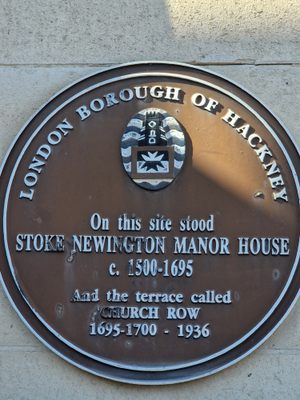 LONDON BOROUGH OF HACKNEY
On this site stood
STOKE NEWINGTON MANOR HOUSE
c. 1500-1695
And the terrace called
CHURCH ROW
1695-1700 - 1936